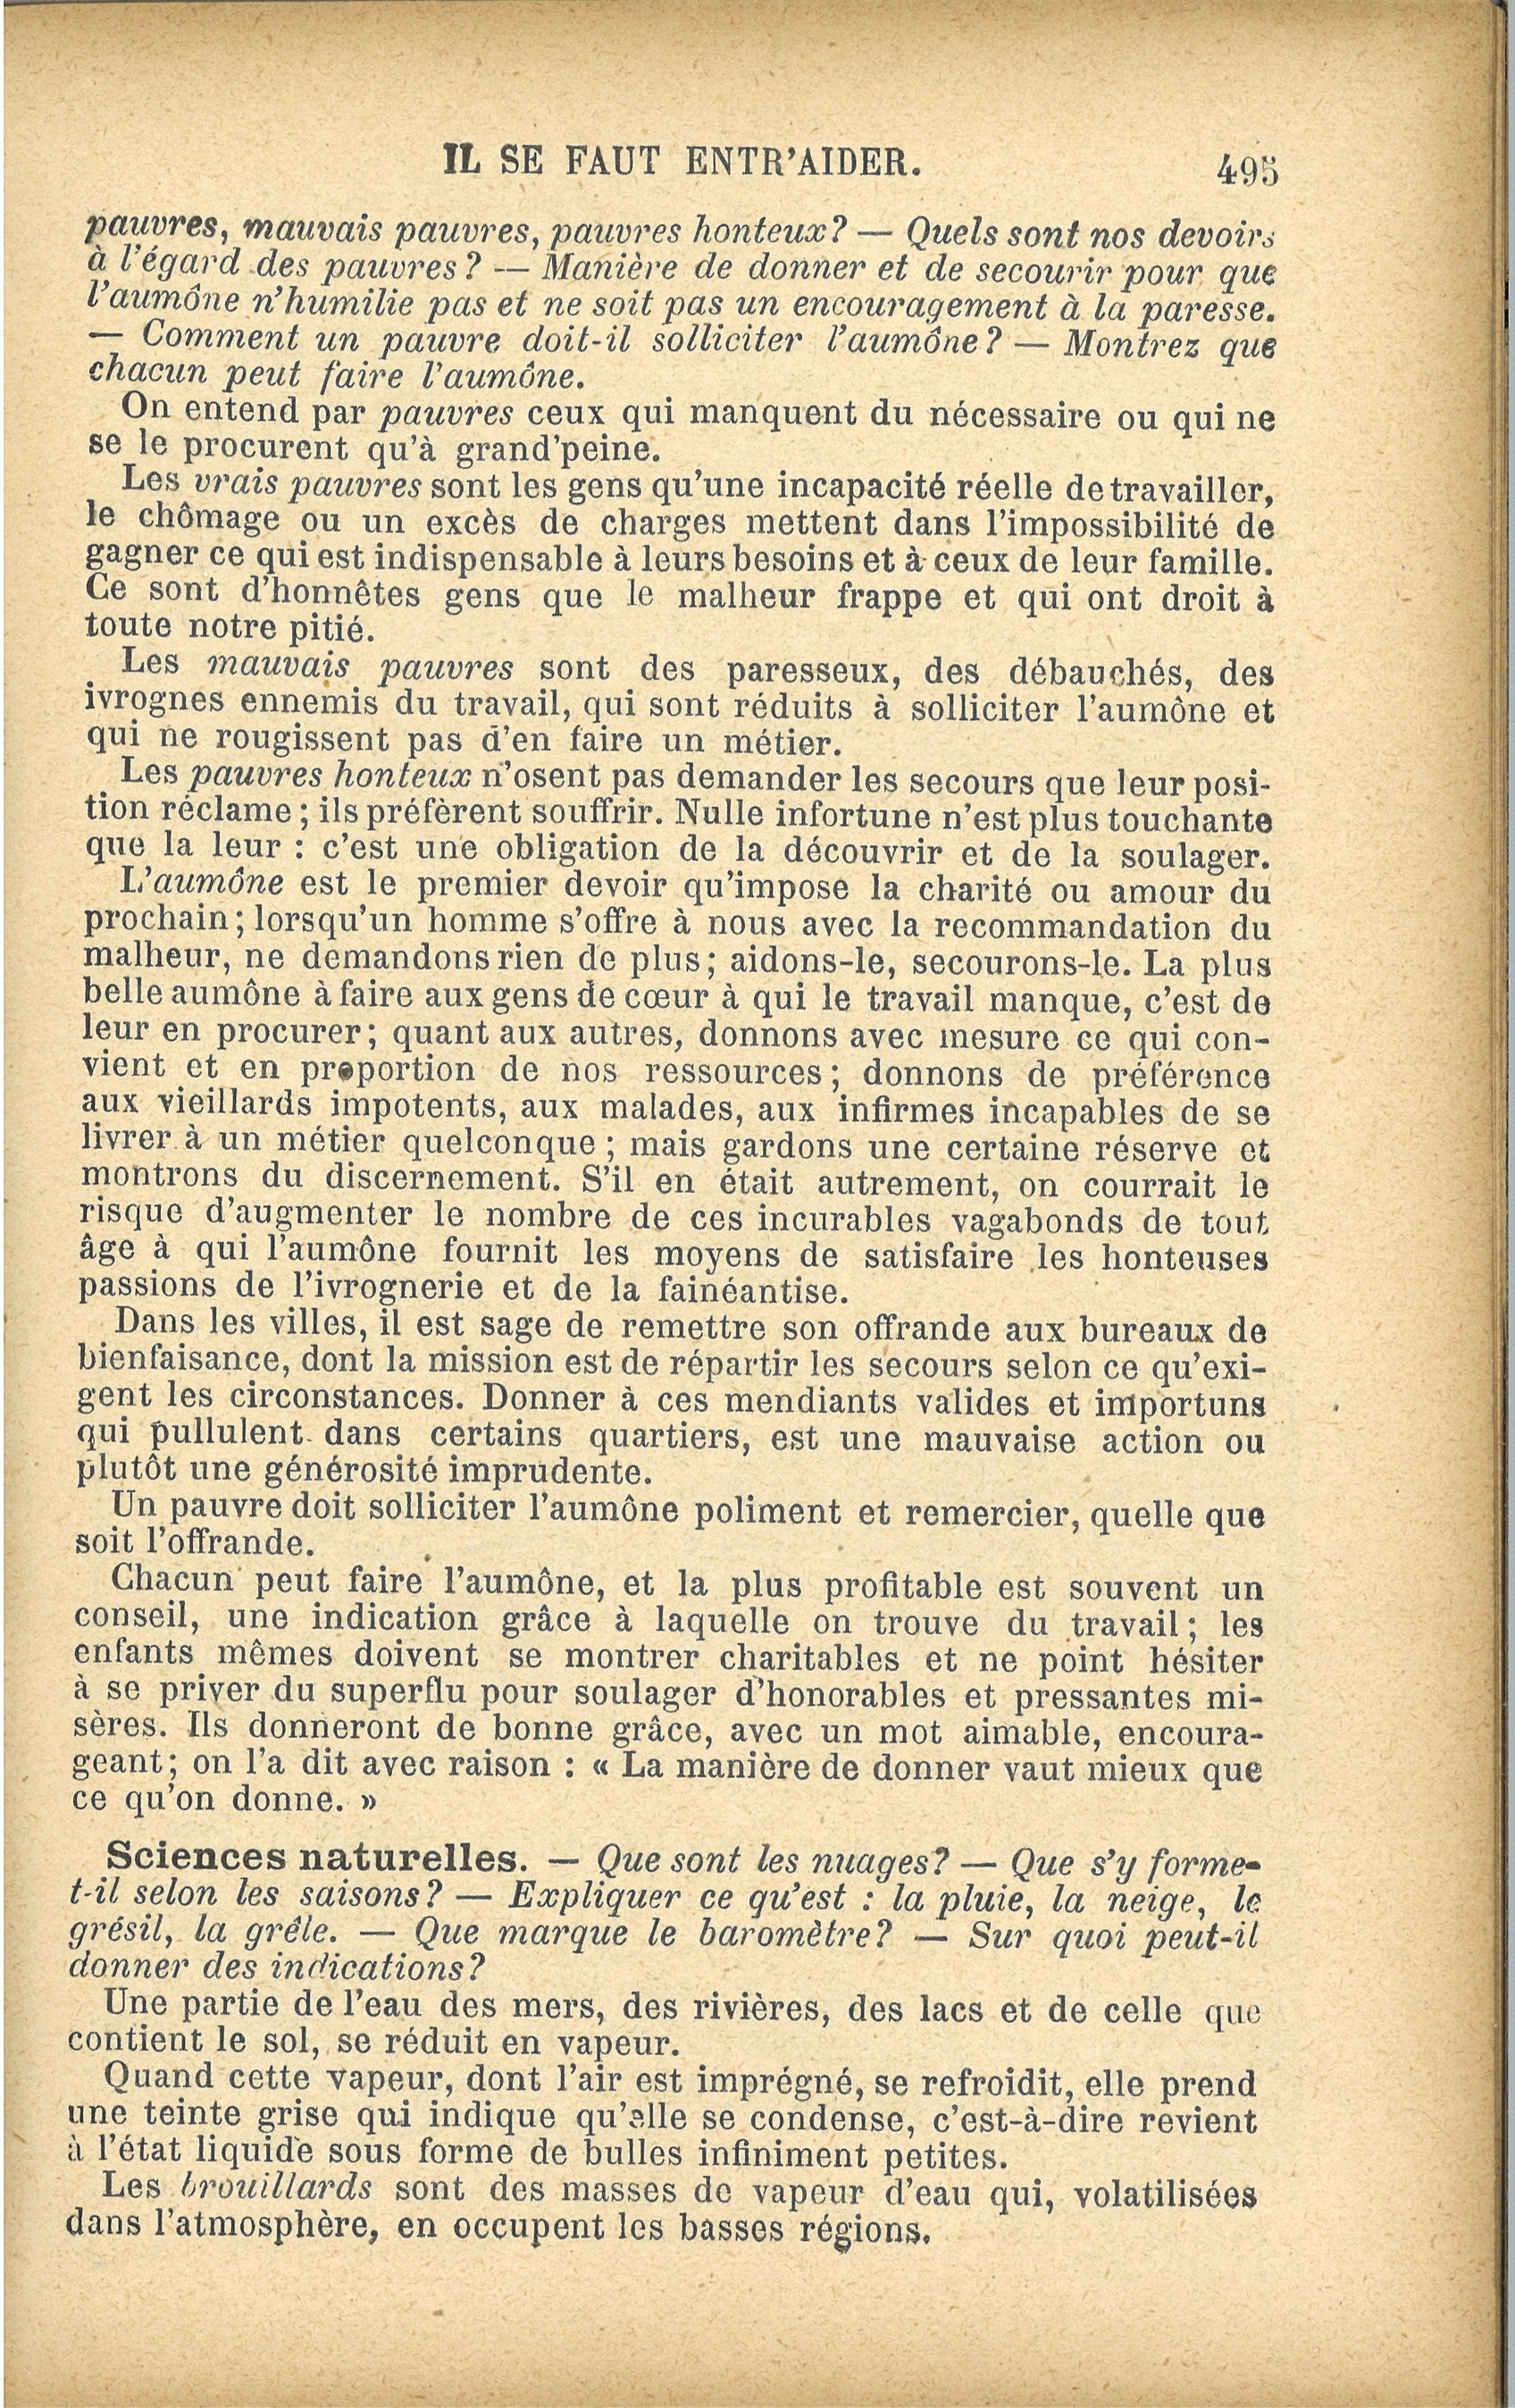 IL SE FAUT ENTR'AIDER. 495
pauvres, mauvais pauvres, pauvres honteux? — Quels sont nos devoirs
à l'égard des pauvres? — Manière de donner et de secourir pour que
l'aumône n'humilie pas et ne soit pas un encouragement à la paresse.
— Comment un pauvre doit-il solliciter l'aumône? — Montrez que
chacun peut faire l'aumône.
On entend par pauvres ceux qui manquent du nécessaire ou qui ne
se le procurent qu'à grand'peine.
Les vrais pauvres sont les gens qu'une incapacité réelle de travailler,
le chômage ou un excès de charges mettent dans l'impossibilité de
gagner ce qui est indispensable à leurs besoins et à ceux de leur famille.
Ce sont d'honnêtes gens que le malheur frappe et qui ont droit à
toute notre pitié.
Les mauvais pauvres sont des paresseux, des débauchés, des
ivrognes ennemis du travail, qui sont réduits à solliciter l'aumône et
qui ne rougissent pas d'en faire un métier.
Les pauvres honteux n'osent pas demander les secours que leur posi-
tion réclame; ils préfèrent souffrir. Nulle infortune n'est plus touchante
que la leur : c'est une obligation de la découvrir et de la soulager.
L'aumône est le premier devoir qu'impose la charité ou amour du
prochain; lorsqu'un homme s'offre à nous avec la recommandation du
malheur, ne demandons rien de plus; aidons-le, secourons-le. La plus
belle aumône à faire aux gens de cœur à qui le travail manque, c'est de
leur en procurer; quant aux autres, donnons avec mesure ce qui con-
vient et en proportion de nos ressources; donnons de préférence
aux vieillards impotents, aux malades, aux infirmes incapables de se
livrer à un métier quelconque; mais gardons une certaine réserve et
montrons du discernement. S'il en était autrement, on courrait le
risque d'augmenter le nombre de ces incurables vagabonds de tout
âge à qui l'aumône fournit les moyens de satisfaire les honteuses
passions de l'ivrognerie et de la fainéantise.
Dans les villes, il est sage de remettre son offrande aux bureaux de
bienfaisance, dont la mission est de répartir les secours selon ce qu'exi-
gent les circonstances. Donner à ces mendiants valides et importuns
qui pullulent dans certains quartiers, est une mauvaise action ou
plutôt une générosité imprudente.
Un pauvre doit solliciter l'aumône poliment et remercier, quelle que
soit l'offrande.
Chacun peut faire l'aumône, et la plus profitable est souvent un
conseil, une indication grâce à laquelle on trouve du travail; les
enfants mêmes doivent se montrer charitables et ne point hésiter
à se priver du superflu pour soulager d'honorables et pressantes mi-
sères. Ils donneront de bonne grâce, avec un mot aimable, encoura-
geant; on l'a dit avec raison : « La manière de donner vaut mieux que
ce qu'on donne. »
Sciences naturelles. — Que sont les nuages? — Que s'y forme-
t-il selon les saisons? — Expliquer ce qu'est : la pluie, la neige, le
grésil, la grêle. — Que marque le baromètre? — Sur quoi peut-il
donner des indications?
Une partie de l'eau des mers, des rivières, des lacs et de celle que
contient le sol, se réduit en vapeur.
Quand cette vapeur, dont l'air est imprégné, se refroidit, elle prend
une teinte grise qui indique qu'elle se condense, c'est-à-dire revient
à l'état liquide sous forme de bulles infiniment petites.
Les brouillards sont des masses de vapeur d'eau qui, volatilisées
dans l'atmosphère, en occupent les basses régions.